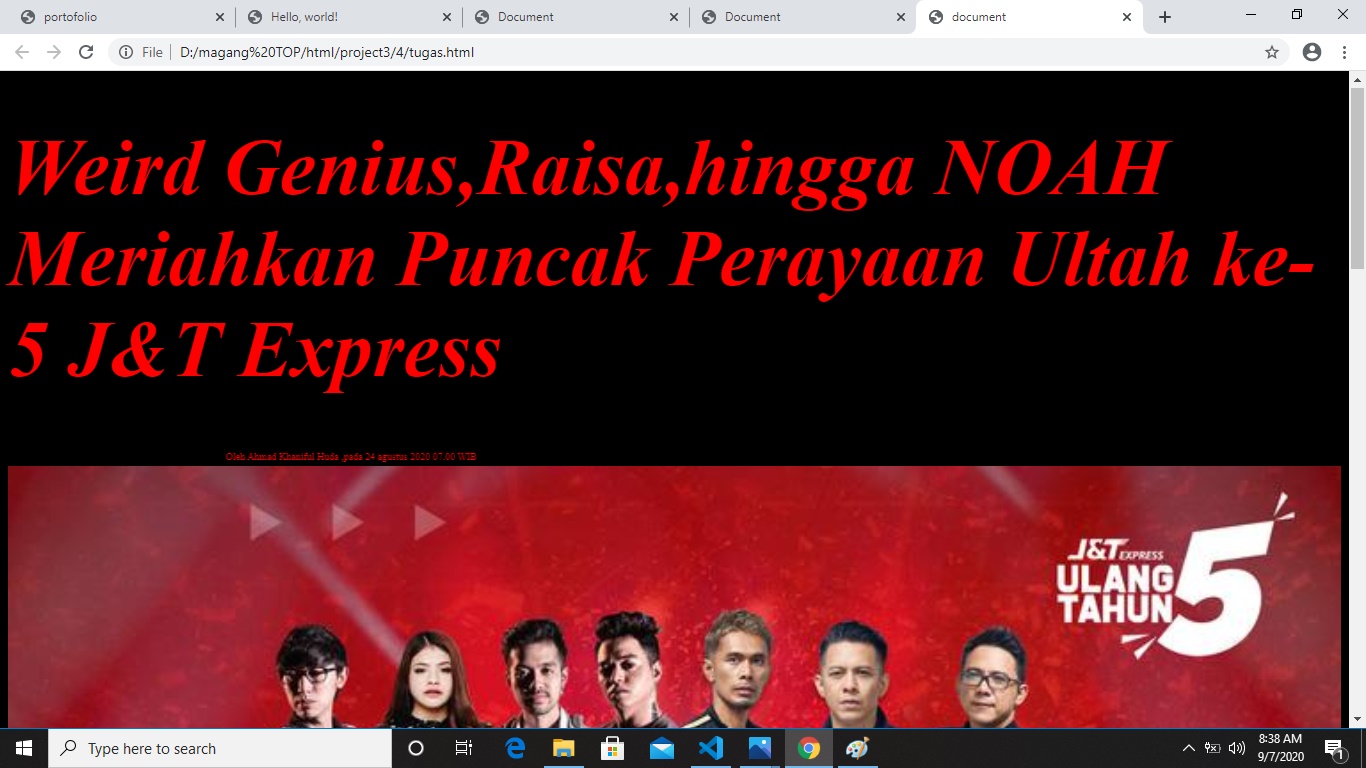 portofolio
Hello, world!
Document
Document
document
File
D:/magang%20TOP/html/project3/4/tugas.html
Weird Genius,Raisa,hingga NOAH
Meriahkan Puncak Perayaan Ultah ke-
5 J&T Express
Oleh Ahmad Khaniful Huda ,pada 24 agustus 2020 07.00 WIB
J&T EXPRESS
ULANG
TAHUN 5
Type here to search
8:38 AM
9/7/2020
1